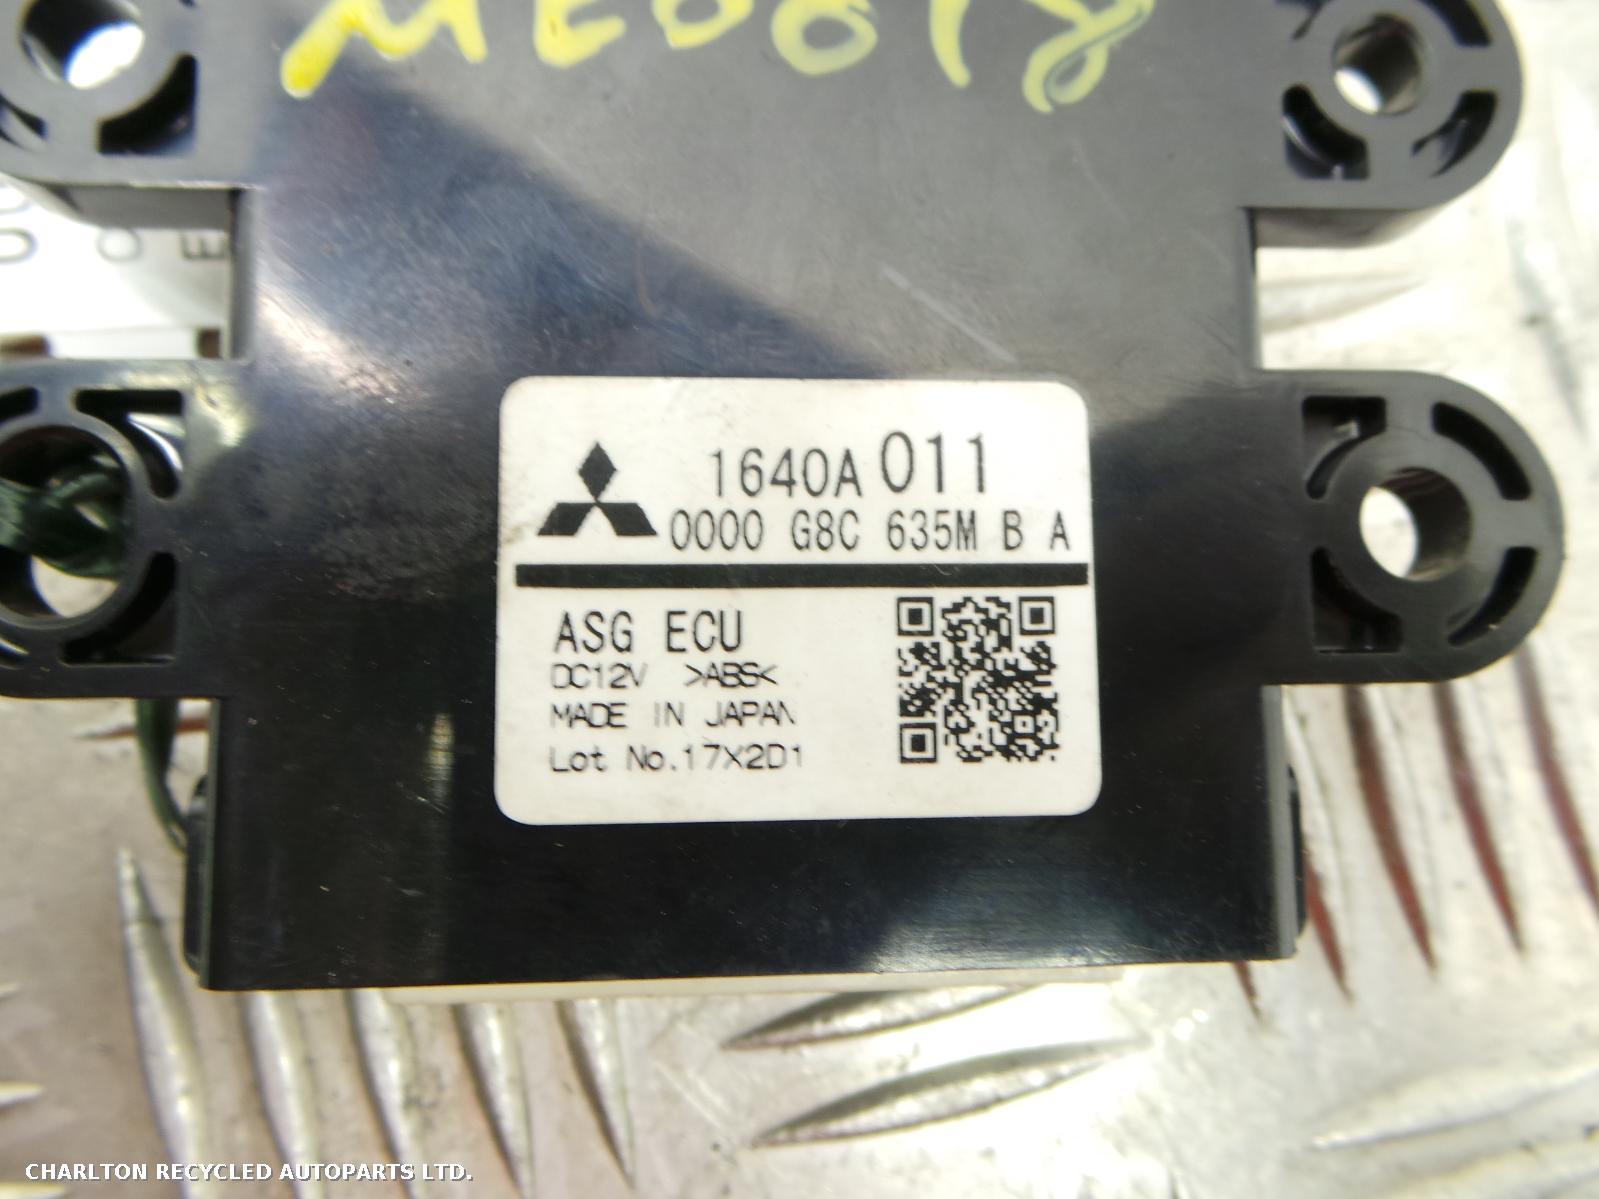 ME0018
1640A 011
0000 G8C 635M B A
ASG ECU
DC12V >ABS<
MADE IN JAPAN
Lot No.17X2D1
CHARLTON RECYCLED AUTOPARTS LTD.